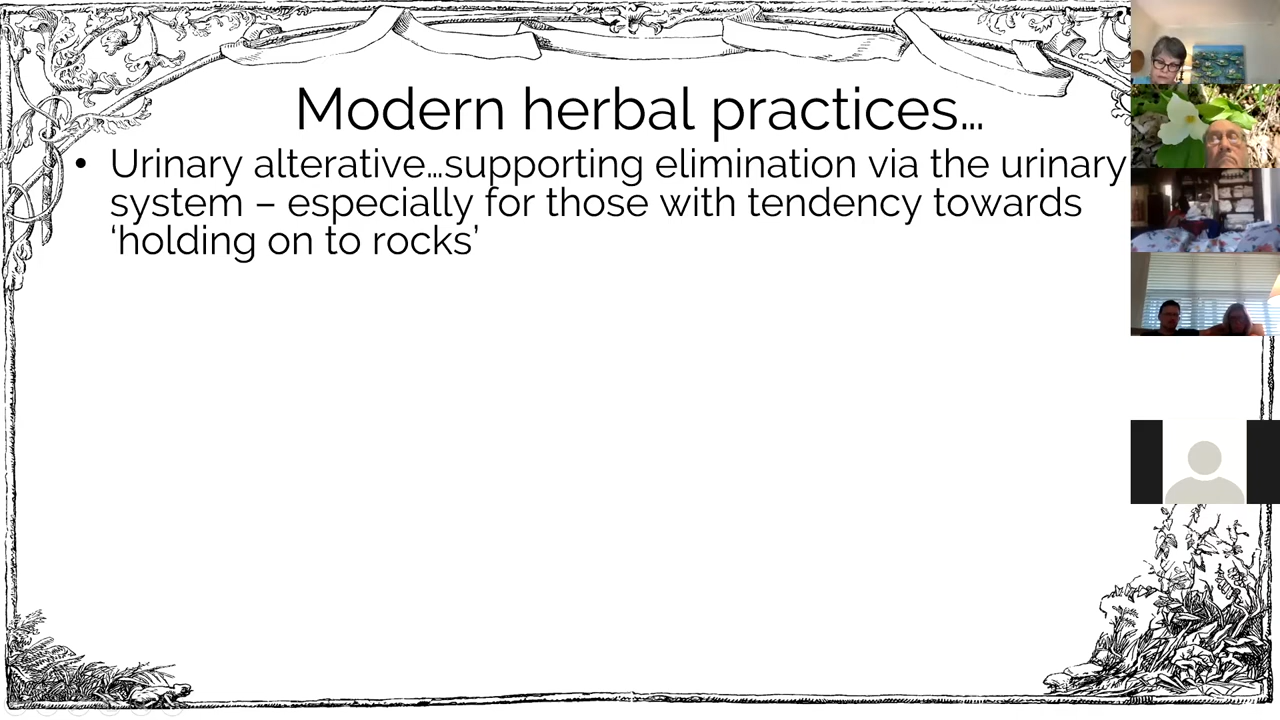 Modern herbal practices…
• Urinary alterative…supporting elimination via the urinary
system – especially for those with tendency towards
‘holding on to rocks’